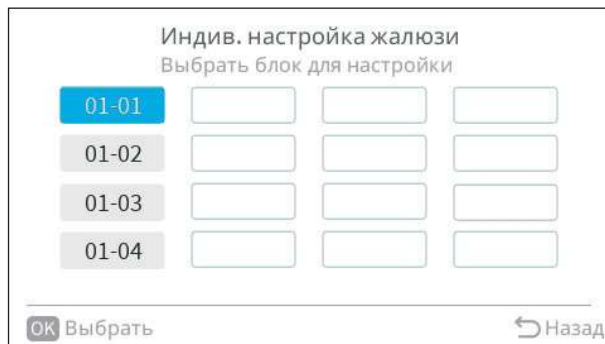 Индив. настройка жалюзи
Выбрать блок для настройки
01-01
01-02
01-03
01-04
OK Выбрать
Назад